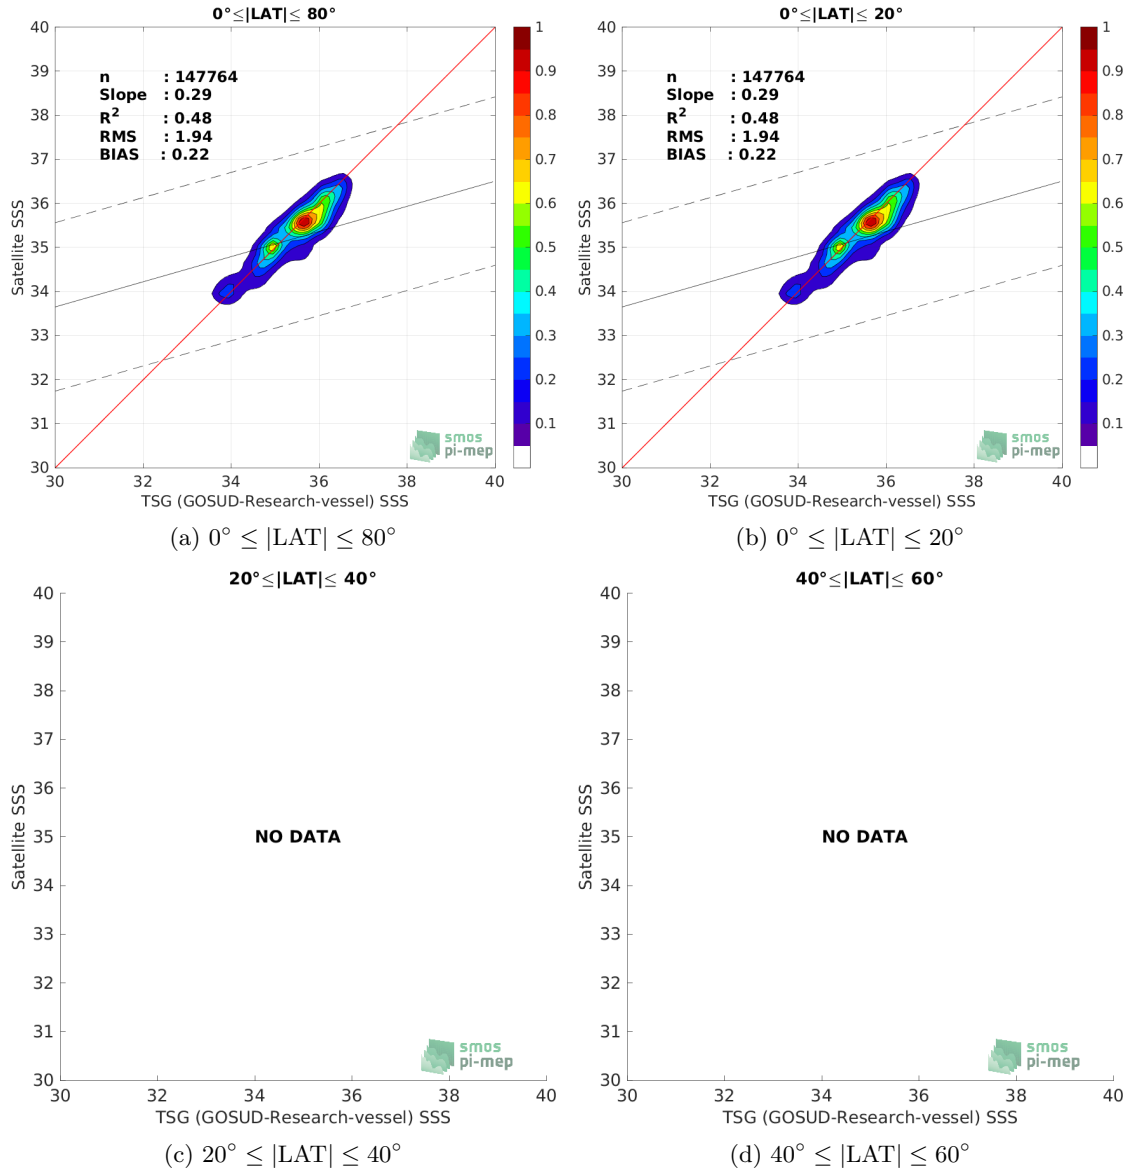 0°≤|LAT|≤ 80°
40
39
38
37
36
35
34
33
32
31
30
Satellite SSS
n : 147764
Slope : 0.29
R² : 0.48
RMS : 1.94
BIAS : 0.22
smos
pi-mep
30 32 34 36 38 40
TSG (GOSUD-Research-vessel) SSS
1
0.9
0.8
0.7
0.6
0.5
0.4
0.3
0.2
0.1
(a) 0° ≤ |LAT| ≤ 80°
0°≤|LAT|≤ 20°
40
39
38
37
36
35
34
33
32
31
30
Satellite SSS
n : 147764
Slope : 0.29
R² : 0.48
RMS : 1.94
BIAS : 0.22
smos
pi-mep
30 32 34 36 38 40
TSG (GOSUD-Research-vessel) SSS
1
0.9
0.8
0.7
0.6
0.5
0.4
0.3
0.2
0.1
(b) 0° ≤ |LAT| ≤ 20°
20°≤|LAT|≤ 40°
40
39
38
37
36
35
34
33
32
31
30
Satellite SSS
NO DATA
smos
pi-mep
30 32 34 36 38 40
TSG (GOSUD-Research-vessel) SSS
(c) 20° ≤ |LAT| ≤ 40°
40°≤|LAT|≤ 60°
40
39
38
37
36
35
34
33
32
31
30
Satellite SSS
NO DATA
smos
pi-mep
30 32 34 36 38 40
TSG (GOSUD-Research-vessel) SSS
(d) 40° ≤ |LAT| ≤ 60°